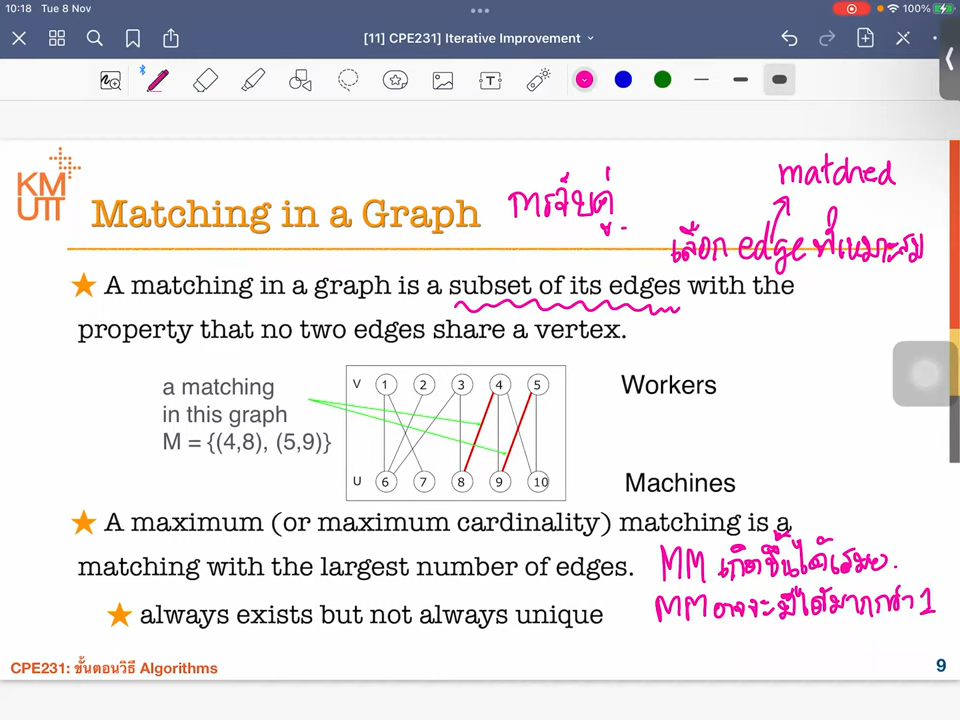 10:18 Tue 8 Nov
100%
[11] CPE231] Iterative Improvement
KM
UTT
Matching in a Graph
การจับคู่
matched
เลือก edge ที่เหมาะสม
★ A matching in a graph is a subset of its edges with the
property that no two edges share a vertex.
a matching
in this graph
M = {(4,8), (5,9)}
V 1 2 3 4 5
Workers
U 6 7 8 9 10
Machines
★ A maximum (or maximum cardinality) matching is a
matching with the largest number of edges.
MM เกิดขึ้นได้เสมอ.
★ always exists but not always unique
MM อาจจะมีได้มากกว่า 1
CPE231: ขั้นตอนวิธี Algorithms
9